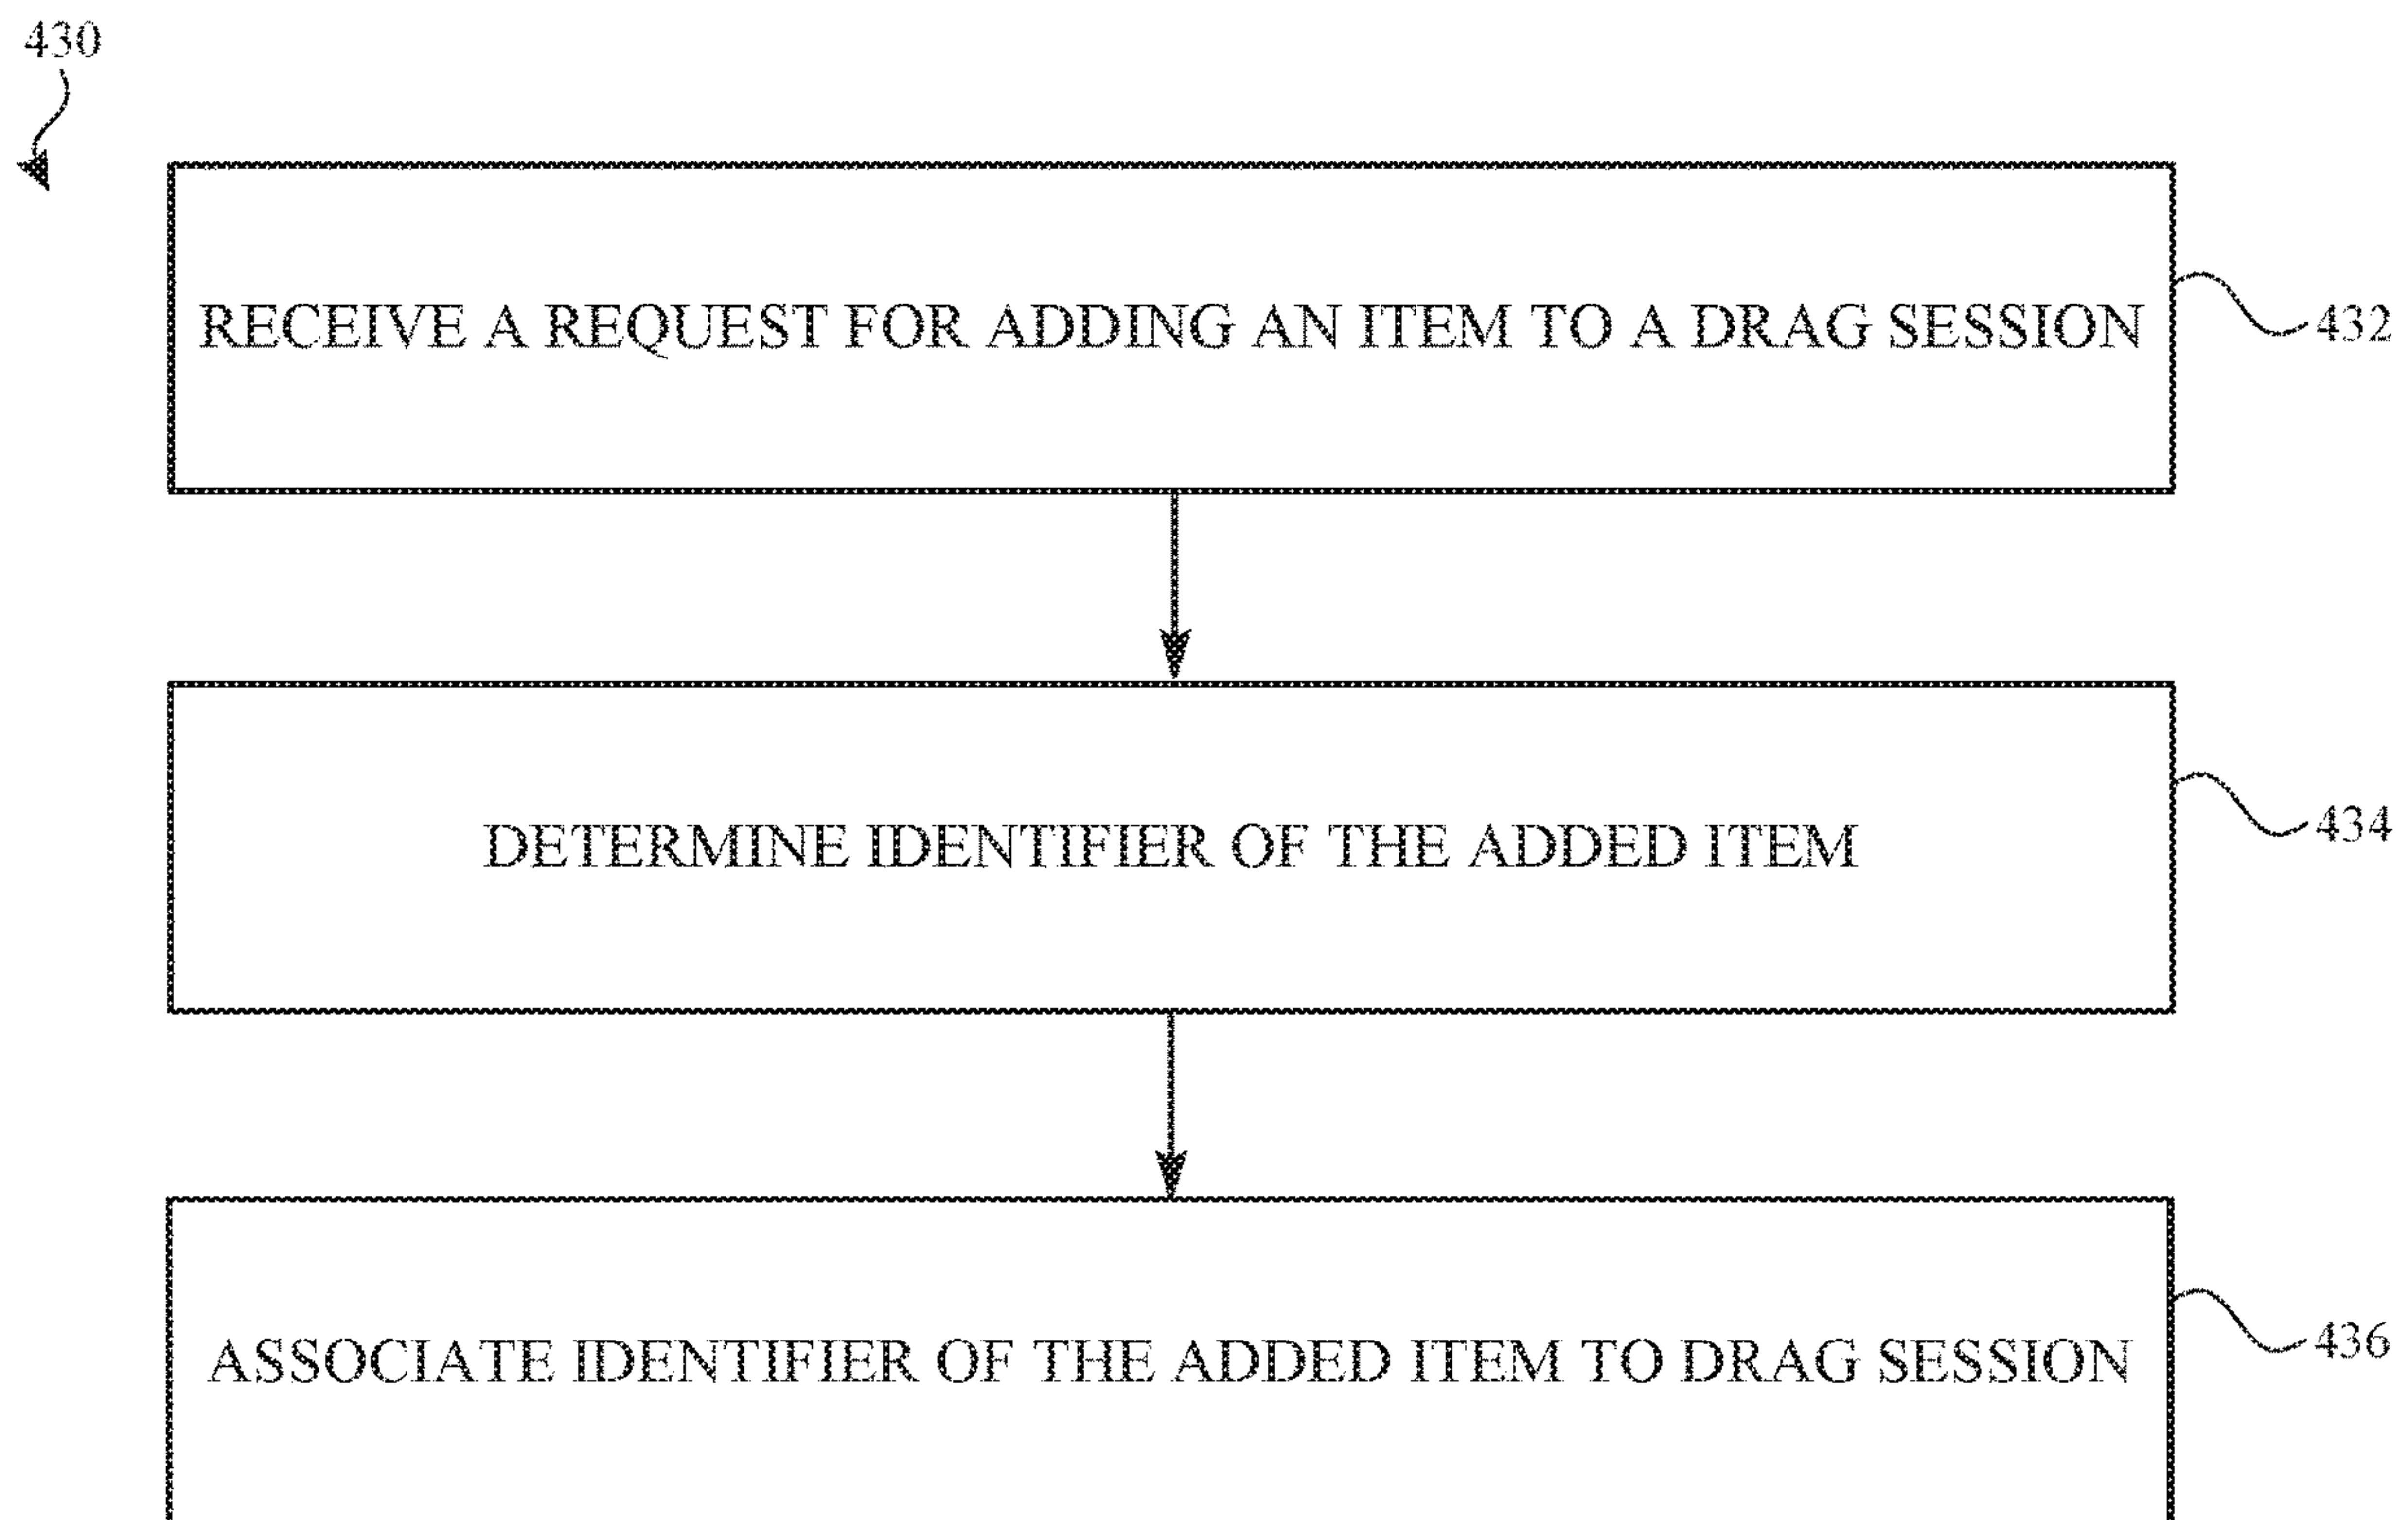 430
RECEIVE A REQUEST FOR ADDING AN ITEM TO A DRAG SESSION
432
DETERMINE IDENTIFIER OF THE ADDED ITEM
434
ASSOCIATE IDENTIFIER OF THE ADDED ITEM TO DRAG SESSION
436